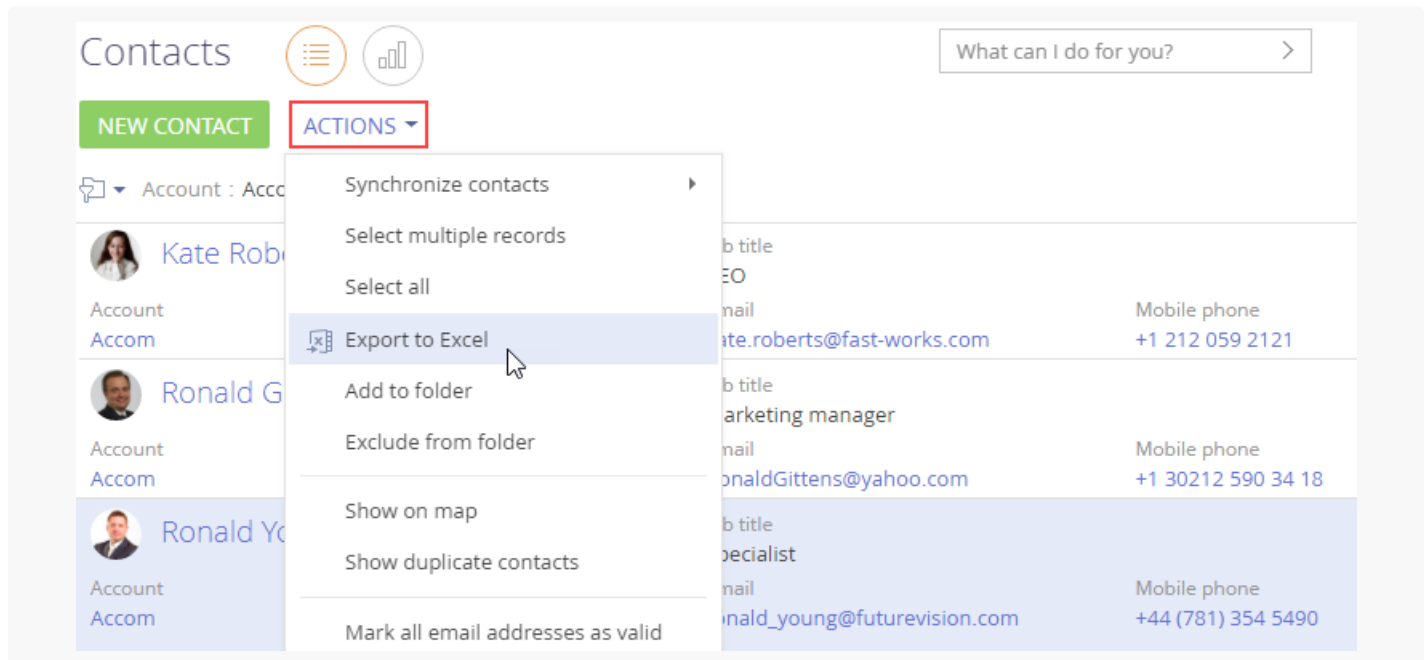 Contacts
What can I do for you?
NEW CONTACT ACTIONS
Account : Acco
Synchronize contacts
Select multiple records
Select all
Export to Excel
Add to folder
Exclude from folder
Show on map
Show duplicate contacts
Mark all email addresses as valid
Kate Rob
b title
EO
Account
Accom
mail
ate.roberts@fast-works.com
Mobile phone
+1 212 059 2121
Ronald G
b title
arketing manager
Account
Accom
mail
onaldGittens@yahoo.com
Mobile phone
+1 30212 590 34 18
Ronald Yo
b title
pecialist
Account
Accom
mail
nald_young@futurevision.com
Mobile phone
+44 (781) 354 5490